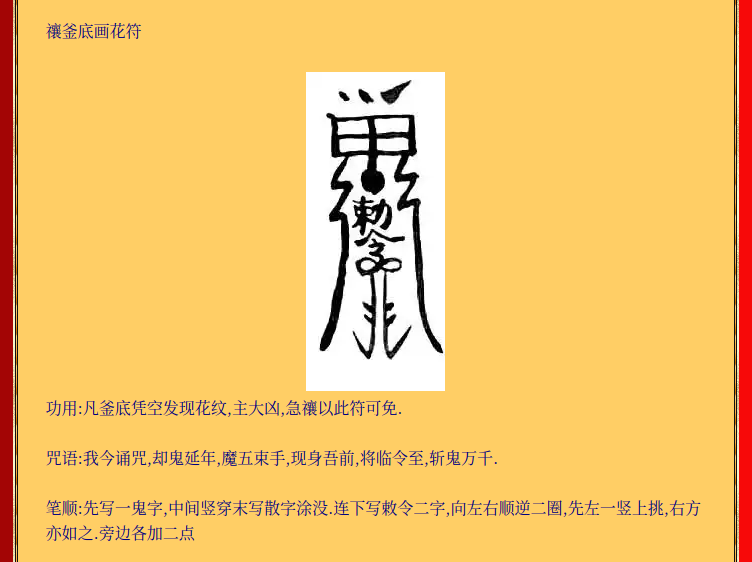 禳釜底画花符
敕令
功用:凡釜底凭空发现花纹,主大凶,急禳以此符可免.
咒语:我今诵咒,却鬼延年,魔五束手,现身吾前,将临令至,斩鬼万千.
笔顺:先写一鬼字,中间竖穿末写散字涂没.连下写敕令二字,向左右顺逆二圈,先左一竖上挑,右方
亦如之.旁边各加二点